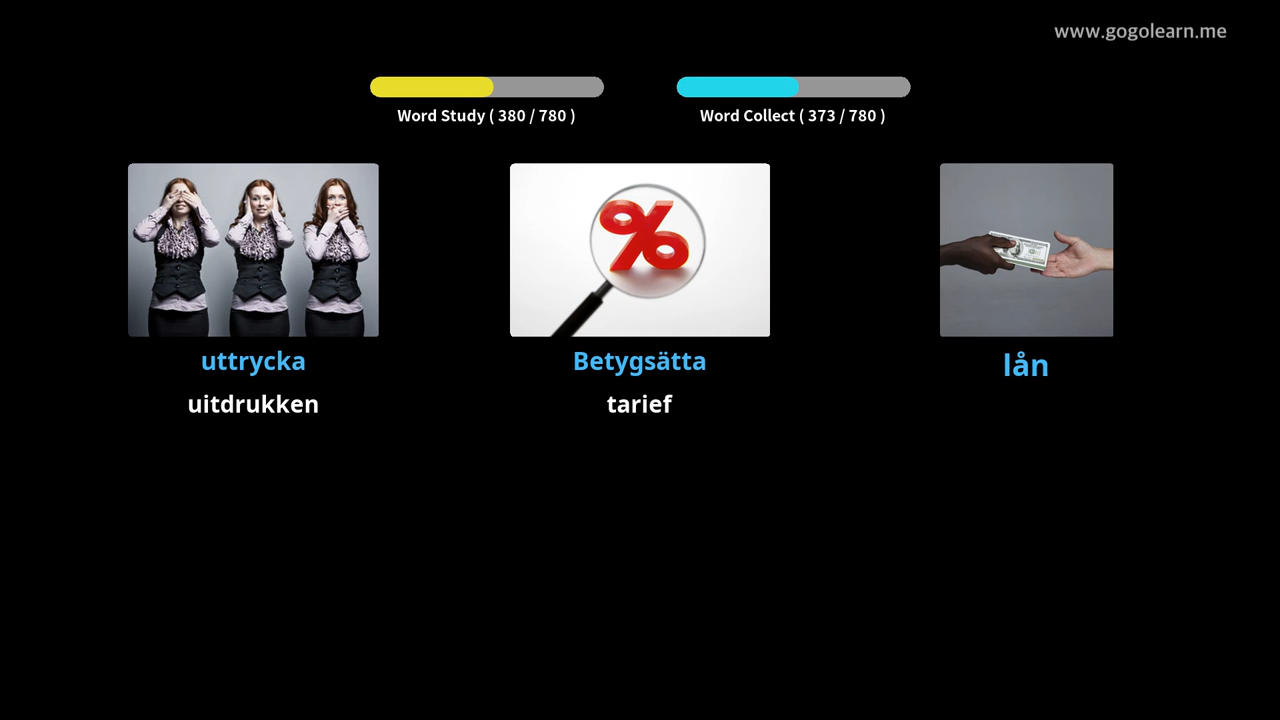 www.gogolearn.me
Word Study ( 380 / 780 )
Word Collect ( 373 / 780 )
uttrycka
Betygsätta
lån
uitdrukken
tarief